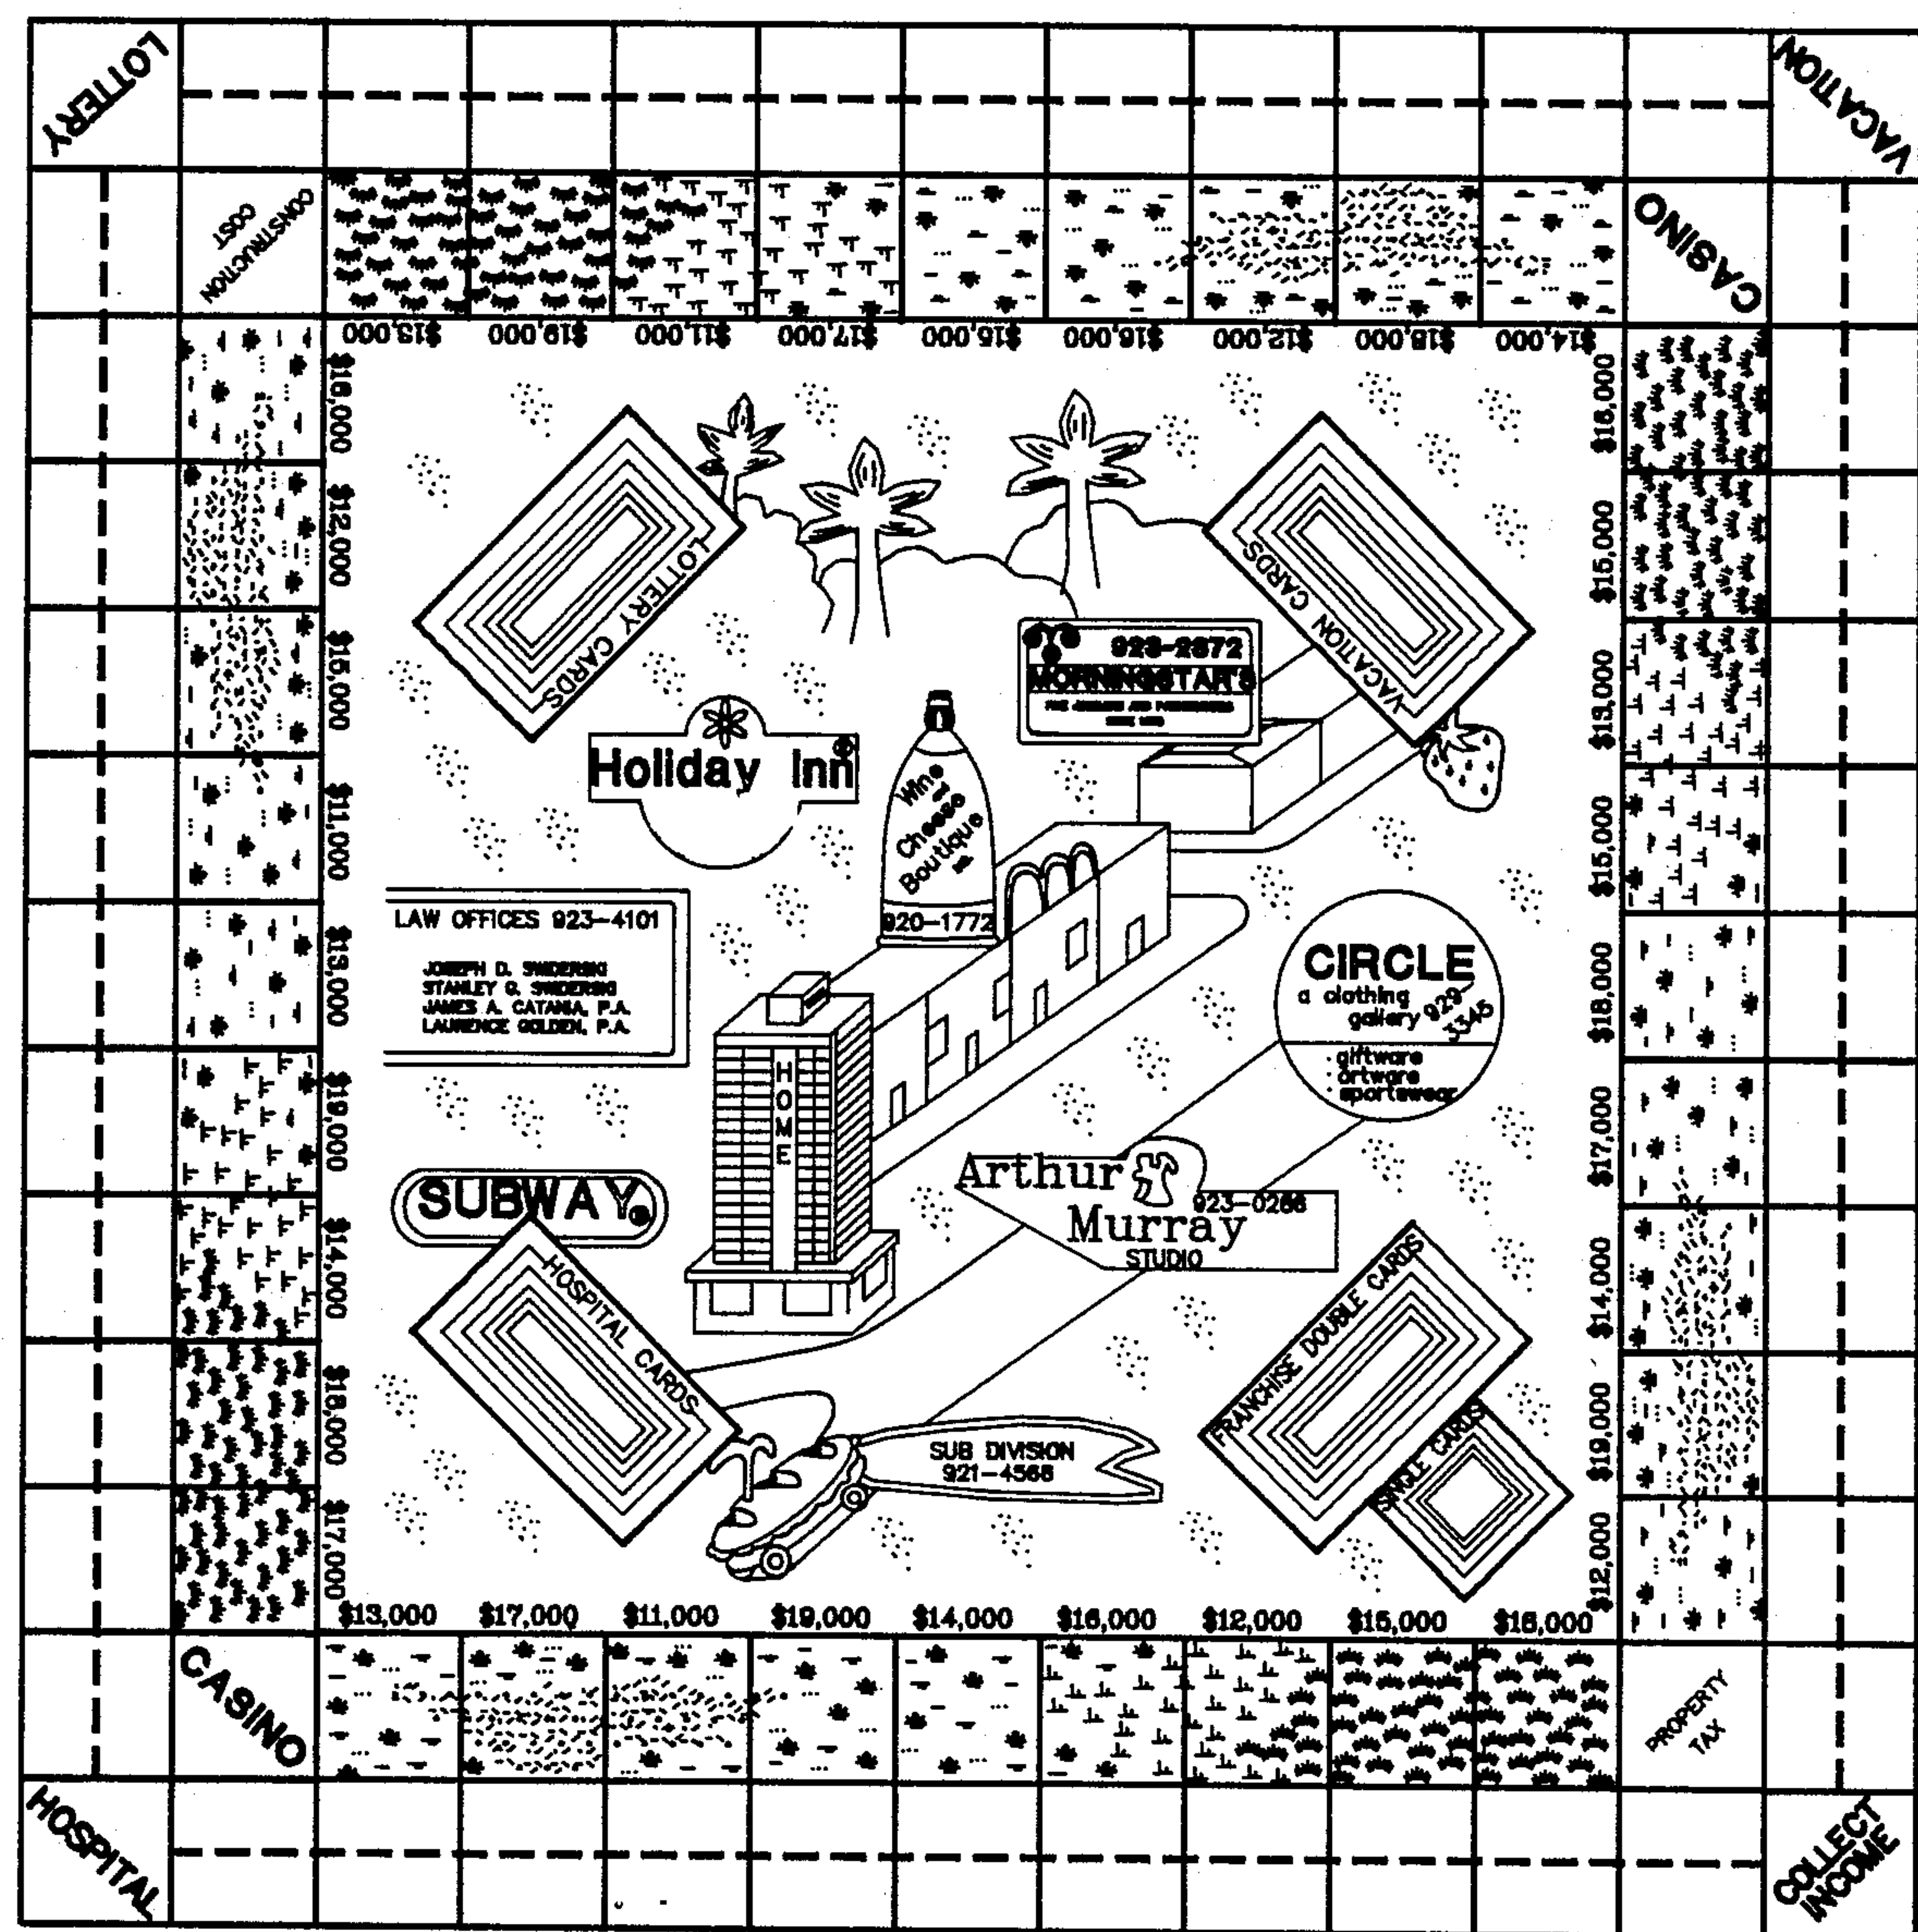 LOTTERY
VACATION
CONSTRUCTION
COST
CASINO
$13,000
$19,000
$11,000
$17,000
$15,000
$16,000
$12,000
$18,000
$14,000
$16,000
$12,000
$15,000
$11,000
$13,000
$19,000
$14,000
$18,000
$17,000
$16,000
$15,000
$13,000
$15,000
$18,000
$17,000
$14,000
$19,000
$12,000
LOTTERY CARDS
VACATION CARDS
923-2872
MORNINGSTAR'S
Holiday Inn®
Wine
and
Cheese
Boutique
920-1772
LAW OFFICES 923-4101
JOSEPH D. SWIDERSKI
STANLEY G. SWIDERSKI
JAMES A. CATANIA, P.A.
LAURENCE GOLDEN, P.A.
CIRCLE
a clothing
gallery
giftware
artware
sportswear
HOME
SUBWAY®
Arthur
923-0266
Murray
STUDIO
HOSPITAL CARDS
FRANCHISE DOUBLE CARDS
SINGLE CARDS
SUB DIVISION
921-4566
$13,000
$17,000
$11,000
$19,000
$14,000
$16,000
$12,000
$15,000
CASINO
PROPERTY
TAX
HOSPITAL
COLLECT
INCOME